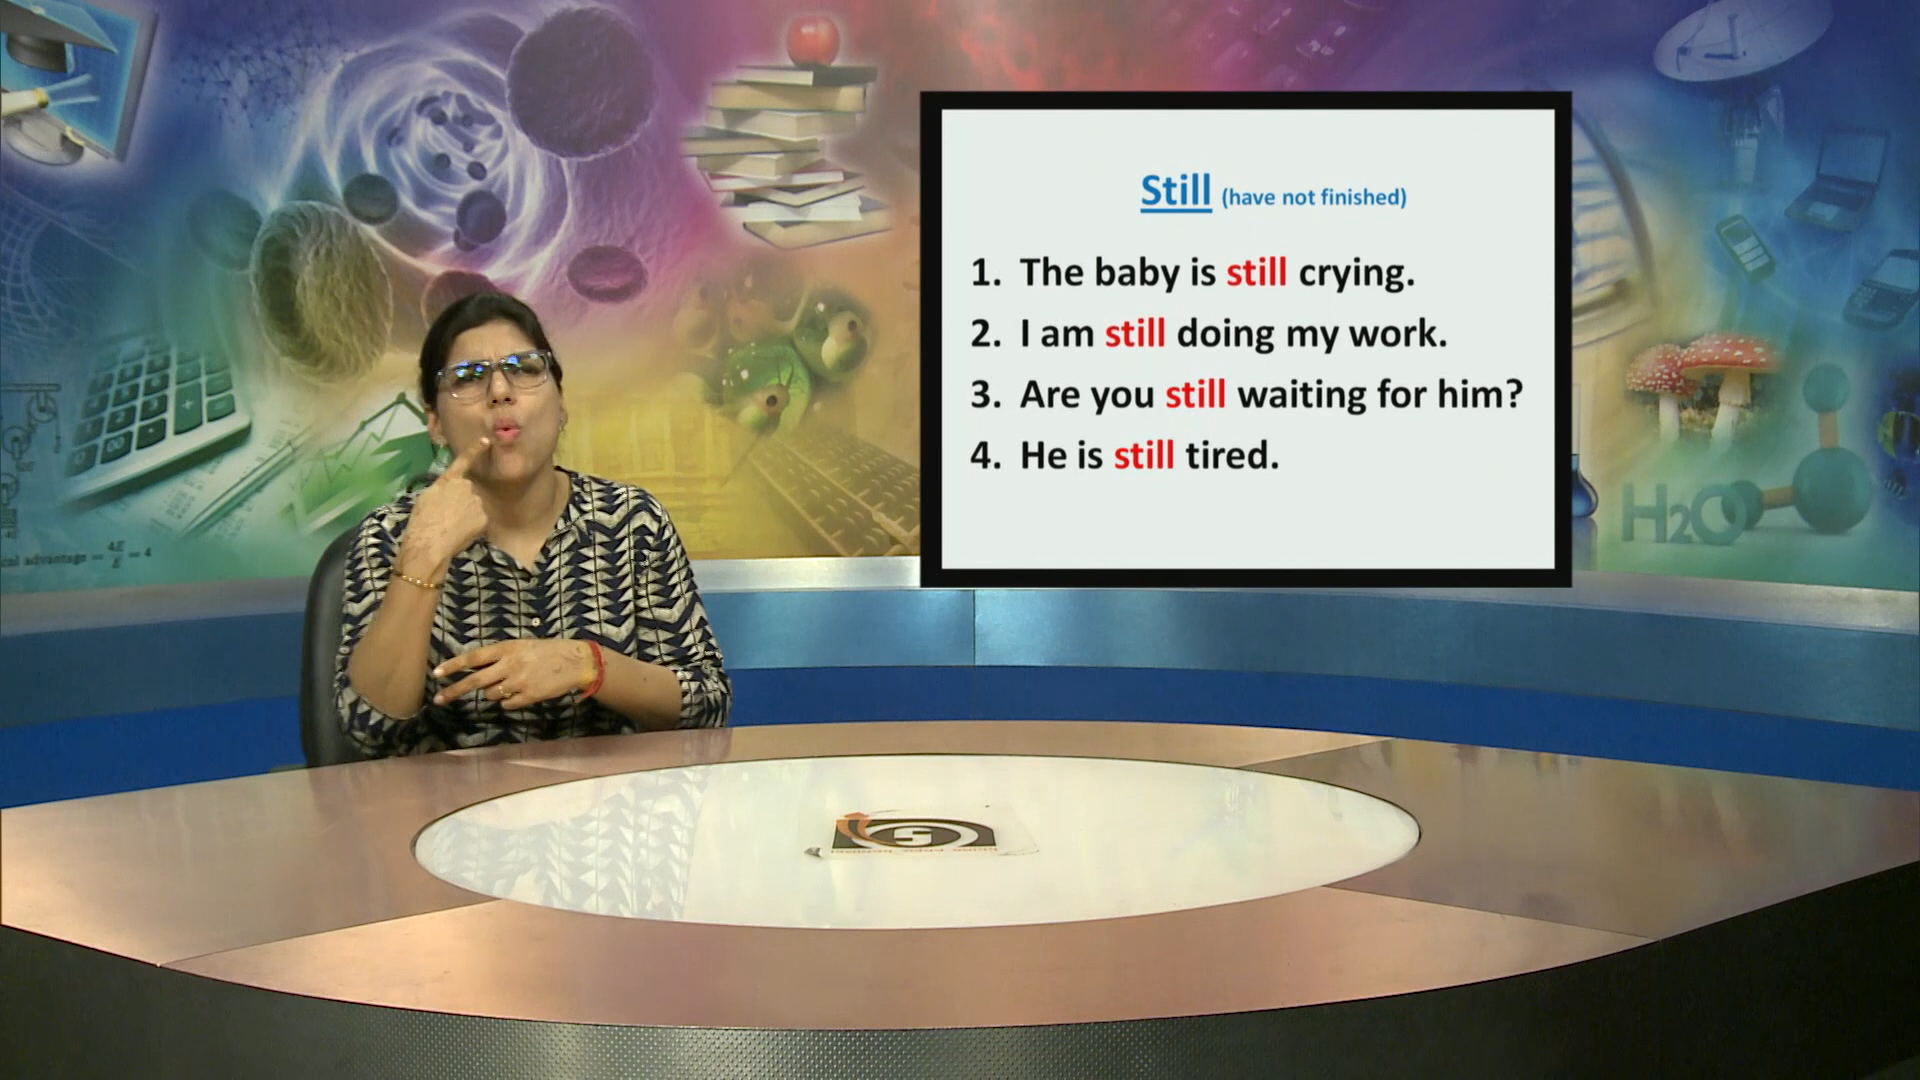 Still (have not finished)
1. The baby is still crying.
2. I am still doing my work.
3. Are you still waiting for him?
4. He is still tired.
H2O